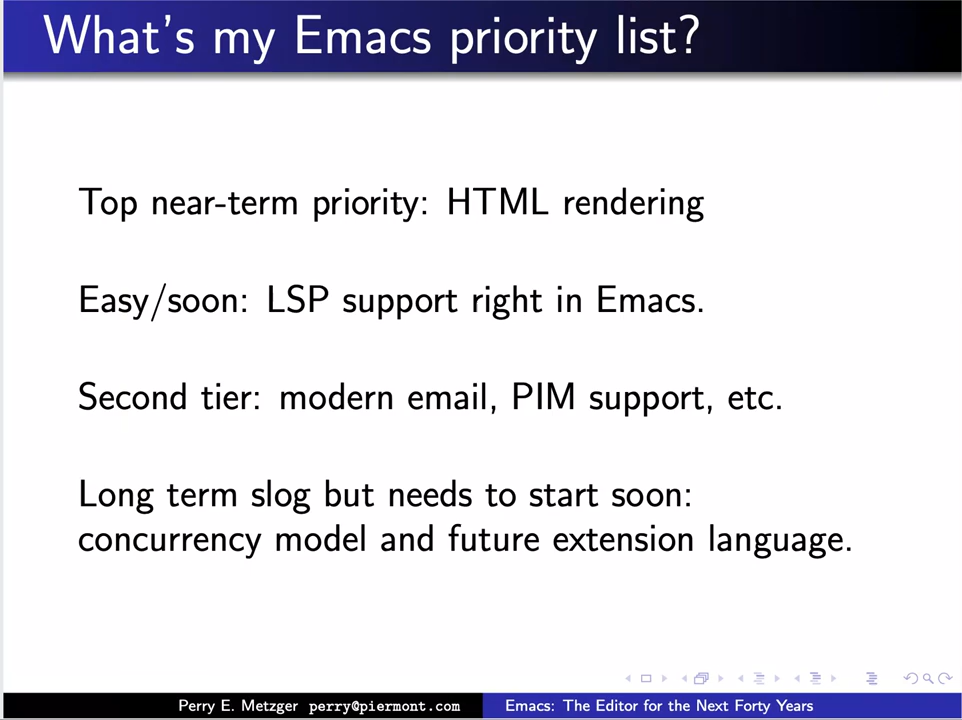 What's my Emacs priority list?
Top near-term priority: HTML rendering
Easy/soon: LSP support right in Emacs.
Second tier: modern email, PIM support, etc.
Long term slog but needs to start soon:
concurrency model and future extension language.
Perry E. Metzger perry@piermont.com
Emacs: The Editor for the Next Forty Years